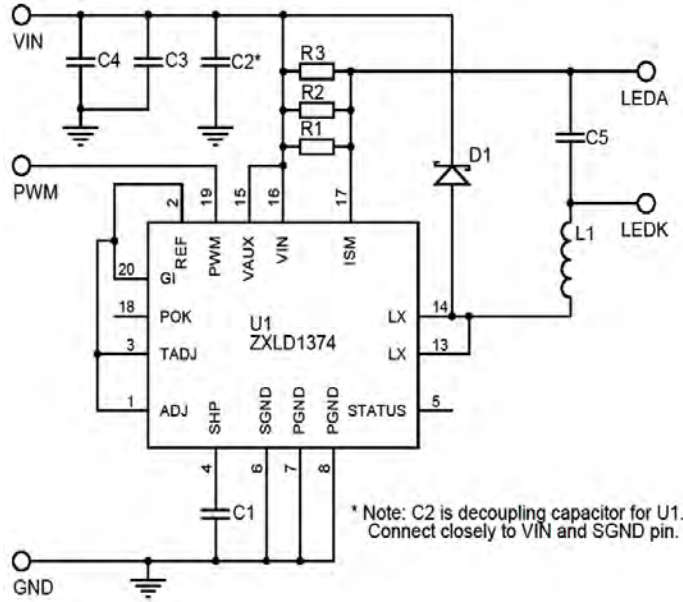 VIN
C4
C3
C2*
R3
R2
R1
LEDA
C5
D1
PWM
LEDK
L1
2
19
15
16
17
REF
PWM
VAUX
VIN
ISM
20
GI
18
POK
U1
ZXLD1374
LX
14
3
TADJ
LX
13
1
ADJ
SHP
SGND
PGND
PGND
STATUS
5
4
6
7
8
C1
* Note: C2 is decoupling capacitor for U1.
Connect closely to VIN and SGND pin.
GND